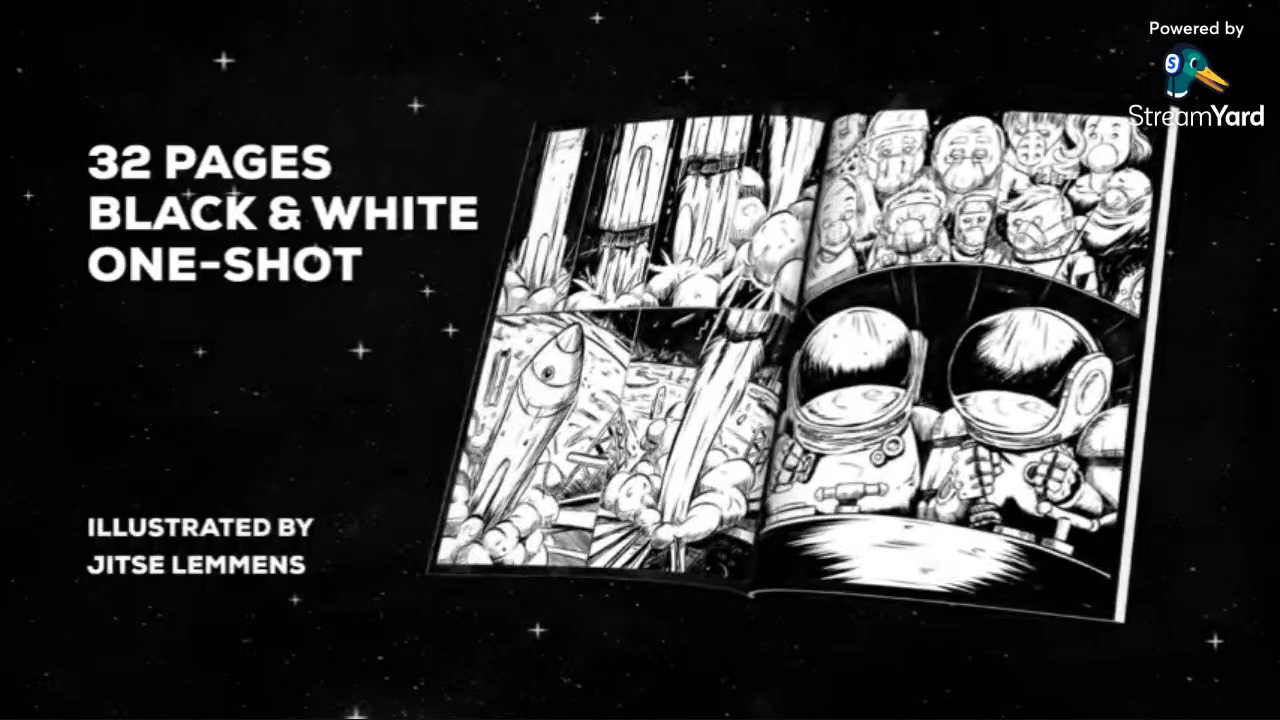 Powered by
StreamYard
32 PAGES
BLACK & WHITE
ONE-SHOT
ILLUSTRATED BY
JITSE LEMMENS